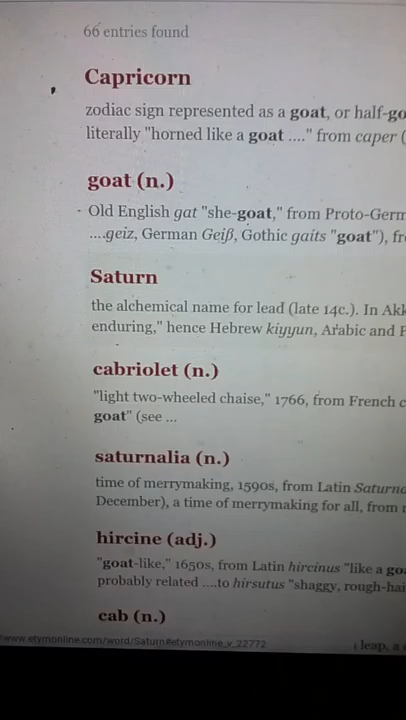 66 entries found
Capricorn
zodiac sign represented as a goat, or half-go
literally "horned like a goat ...." from caper (
goat (n.)
Old English gat "she-goat," from Proto-Germ
....geiz, German Geiß, Gothic gaits "goat"), fr
Saturn
the alchemical name for lead (late 14c.). In Akk
enduring," hence Hebrew kiyyun, Arabic and P
cabriolet (n.)
"light two-wheeled chaise," 1766, from French c
goat" (see ...
saturnalia (n.)
time of merrymaking, 1590s, from Latin Saturna
December), a time of merrymaking for all, from
hircine (adj.)
"goat-like," 1650s, from Latin hircinus "like a goa
probably related ....to hirsutus "shaggy, rough-hai
cab (n.)
www.etymonline.com/word/Saturn#etymonline_v_22772
leap, a